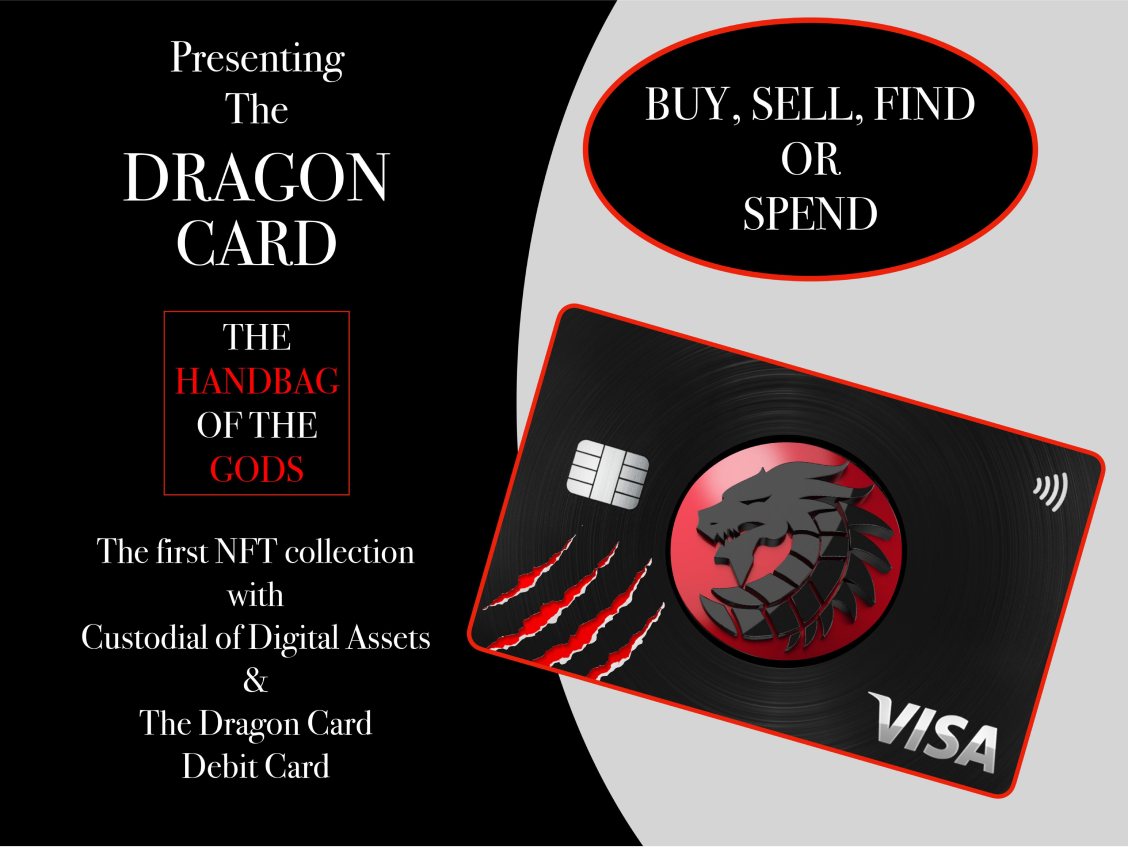 Presenting
The
DRAGON
CARD
THE
HANDBAG
OF THE
GODS
The first NFT collection
with
Custodial of Digital Assets
&
The Dragon Card
Debit Card
BUY, SELL, FIND
OR
SPEND
VISA